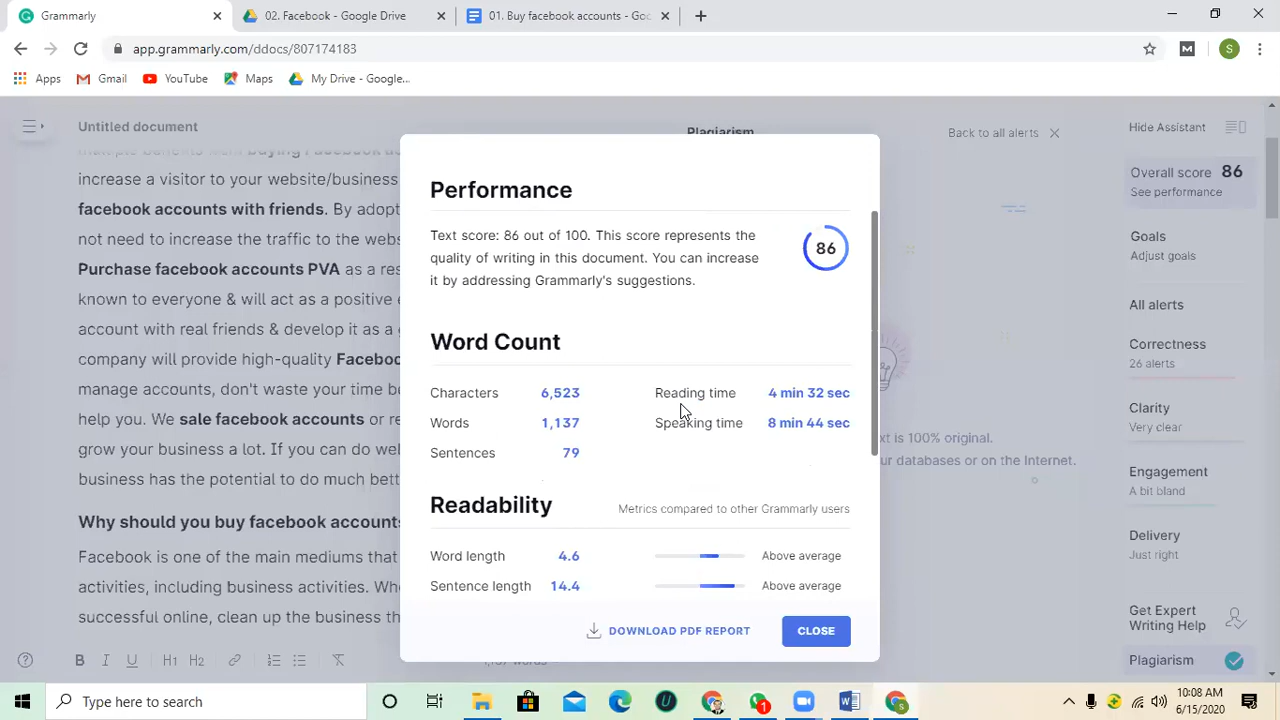 Grammarly
02. Facebook - Google Drive
01. Buy facebook accounts - Goo
app.grammarly.com/ddocs/807174183
M
S
Apps
Gmail
YouTube
Maps
My Drive - Google...
Untitled document
Plagiarism
Back to all alerts
Hide Assistant
buying Facebook ac
increase a visitor to your website/business
facebook accounts with friends. By adopt
not need to increase the traffic to the webs
Purchase facebook accounts PVA as a res
known to everyone & will act as a positive e
account with real friends & develop it as a g
company will provide high-quality Faceboo
manage accounts, don't waste your time be
help you. We sale facebook accounts or re
grow your business a lot. If you can do wel
business has the potential to do much bett
Why should you buy facebook accounts
Facebook is one of the main mediums that
activities, including business activities. Whe
successful online, clean up the business th
Performance
Text score: 86 out of 100. This score represents the
quality of writing in this document. You can increase
it by addressing Grammarly's suggestions.
86
Word Count
Characters 6,523 Reading time 4 min 32 sec
Words 1,137 Speaking time 8 min 44 sec
Sentences 79
Readability Metrics compared to other Grammarly users
Word length 4.6 Above average
Sentence length 14.4 Above average
DOWNLOAD PDF REPORT
CLOSE
xt is 100% original.
ur databases or on the Internet.
Overall score 86
See performance
Goals
Adjust goals
All alerts
Correctness
26 alerts
Clarity
Very clear
Engagement
A bit bland
Delivery
Just right
Get Expert
Writing Help
Plagiarism
B I U H1 H2
Type here to search
1
10:08 AM
6/15/2020